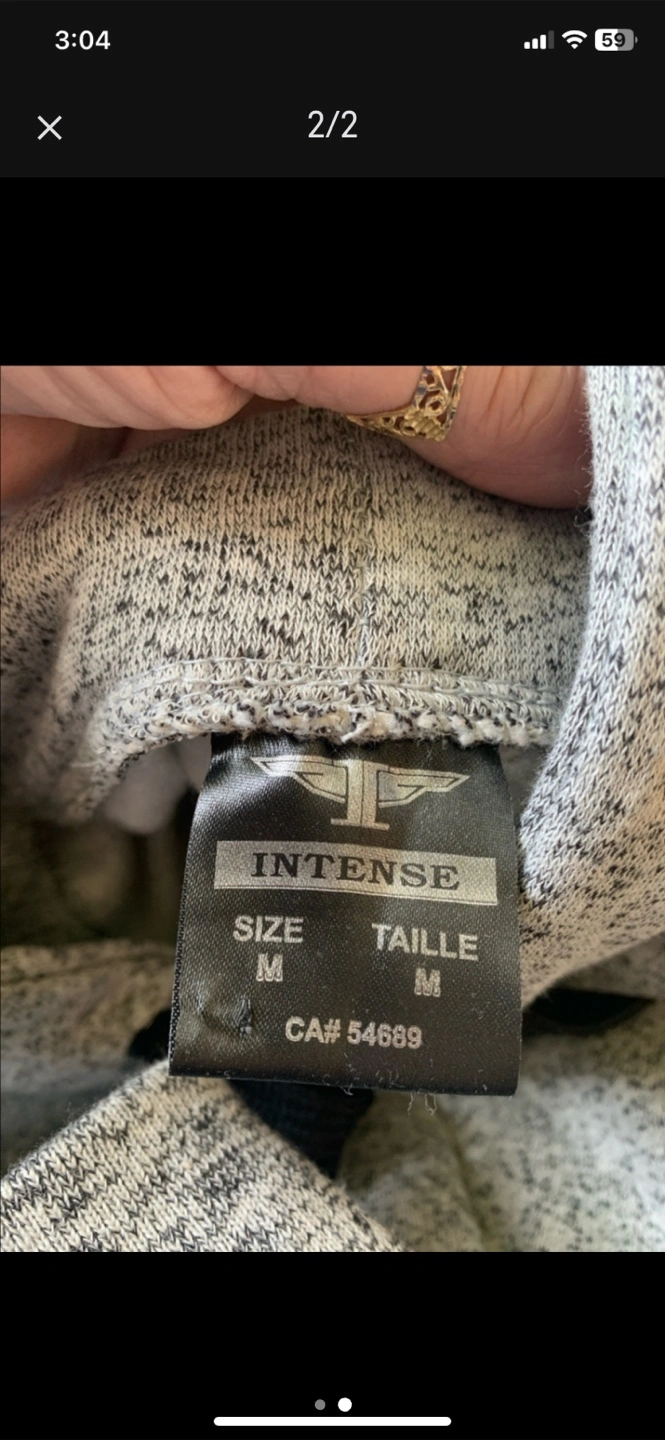 3:04
59
2/2
INTENSE
SIZE TAILLE
M M
CA# 54689